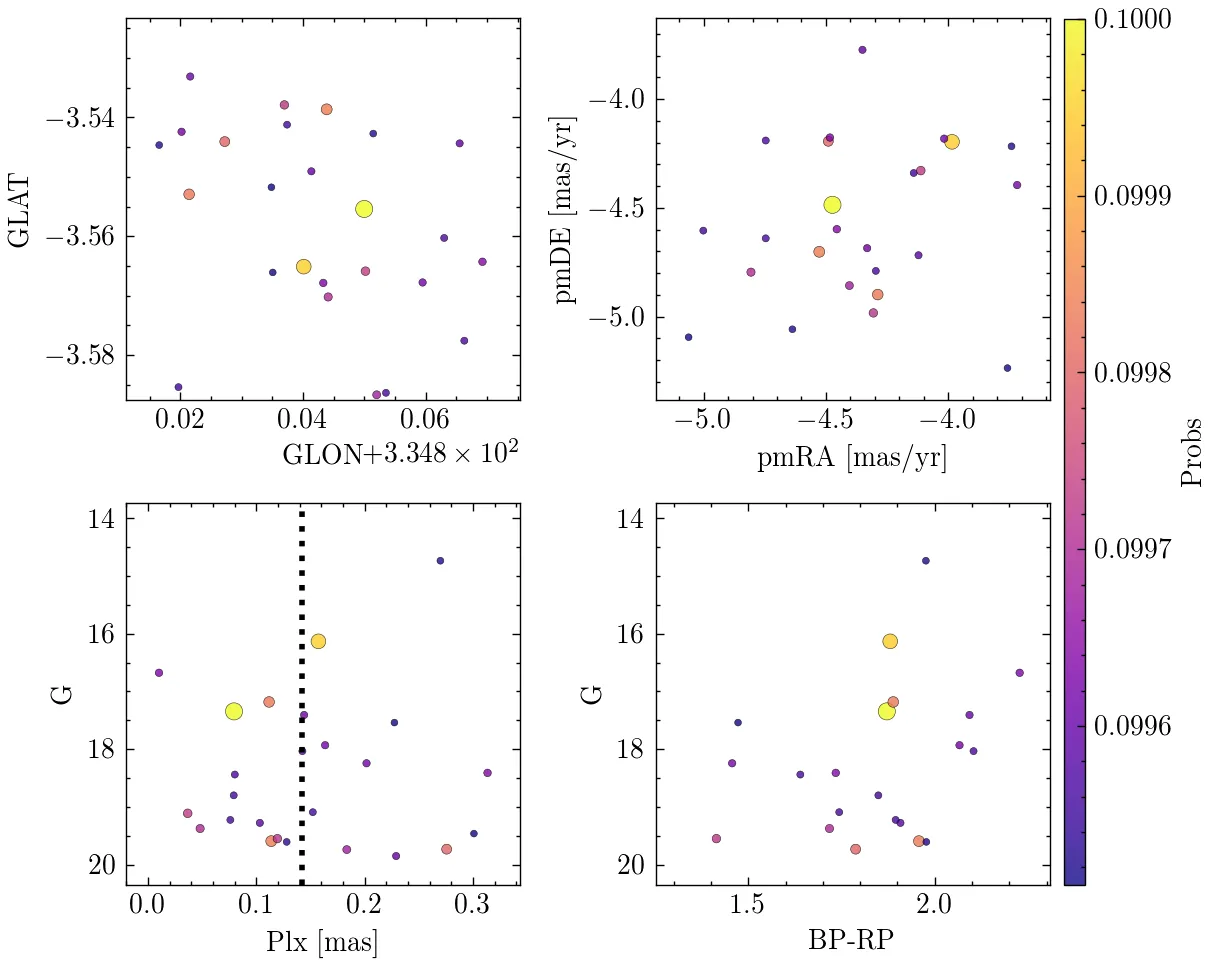 −3.54
−3.56
−3.58
GLAT
0.02 0.04 0.06
GLON+3.348 × 10²
−4.0
−4.5
−5.0
pmDE [mas/yr]
−5.0 −4.5 −4.0
pmRA [mas/yr]
14
16
18
20
G
0.0 0.1 0.2 0.3
Plx [mas]
14
16
18
20
G
1.5 2.0
BP-RP
0.1000
0.0999
0.0998
0.0997
0.0996
Probs